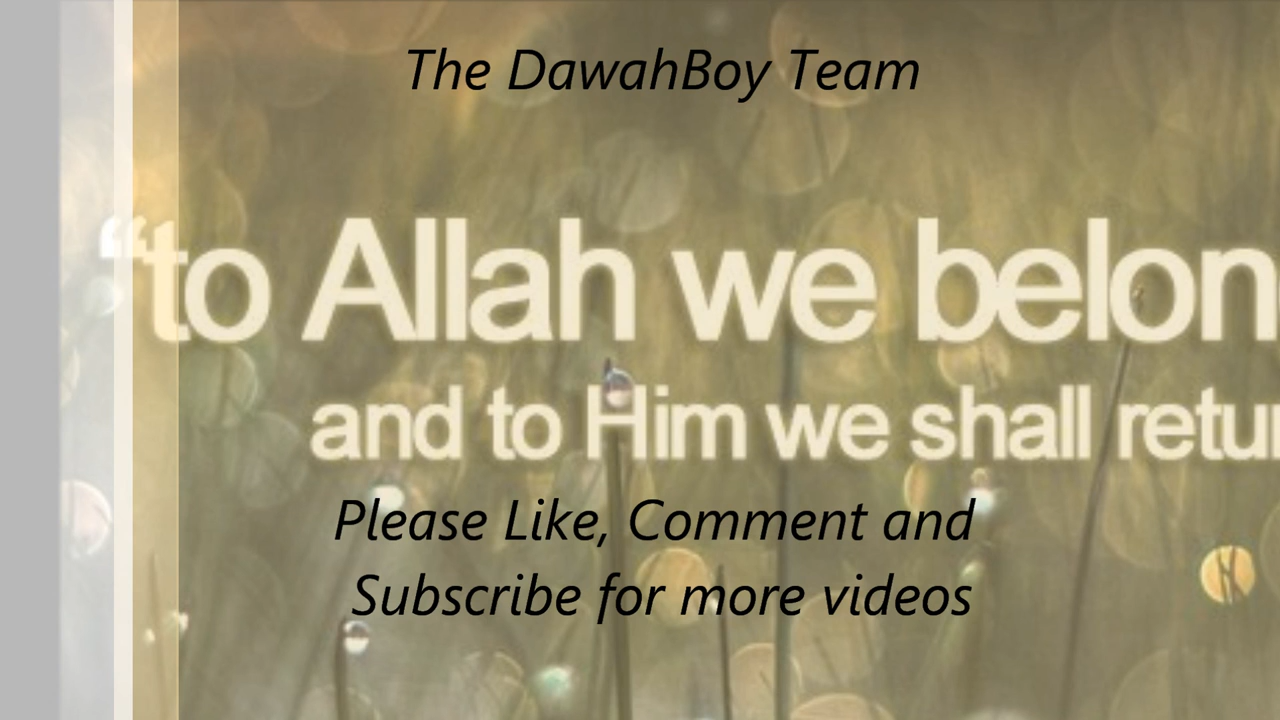 The DawahBoy Team
“to Allah we belon
and to Him we shall retur
Please Like, Comment and
Subscribe for more videos